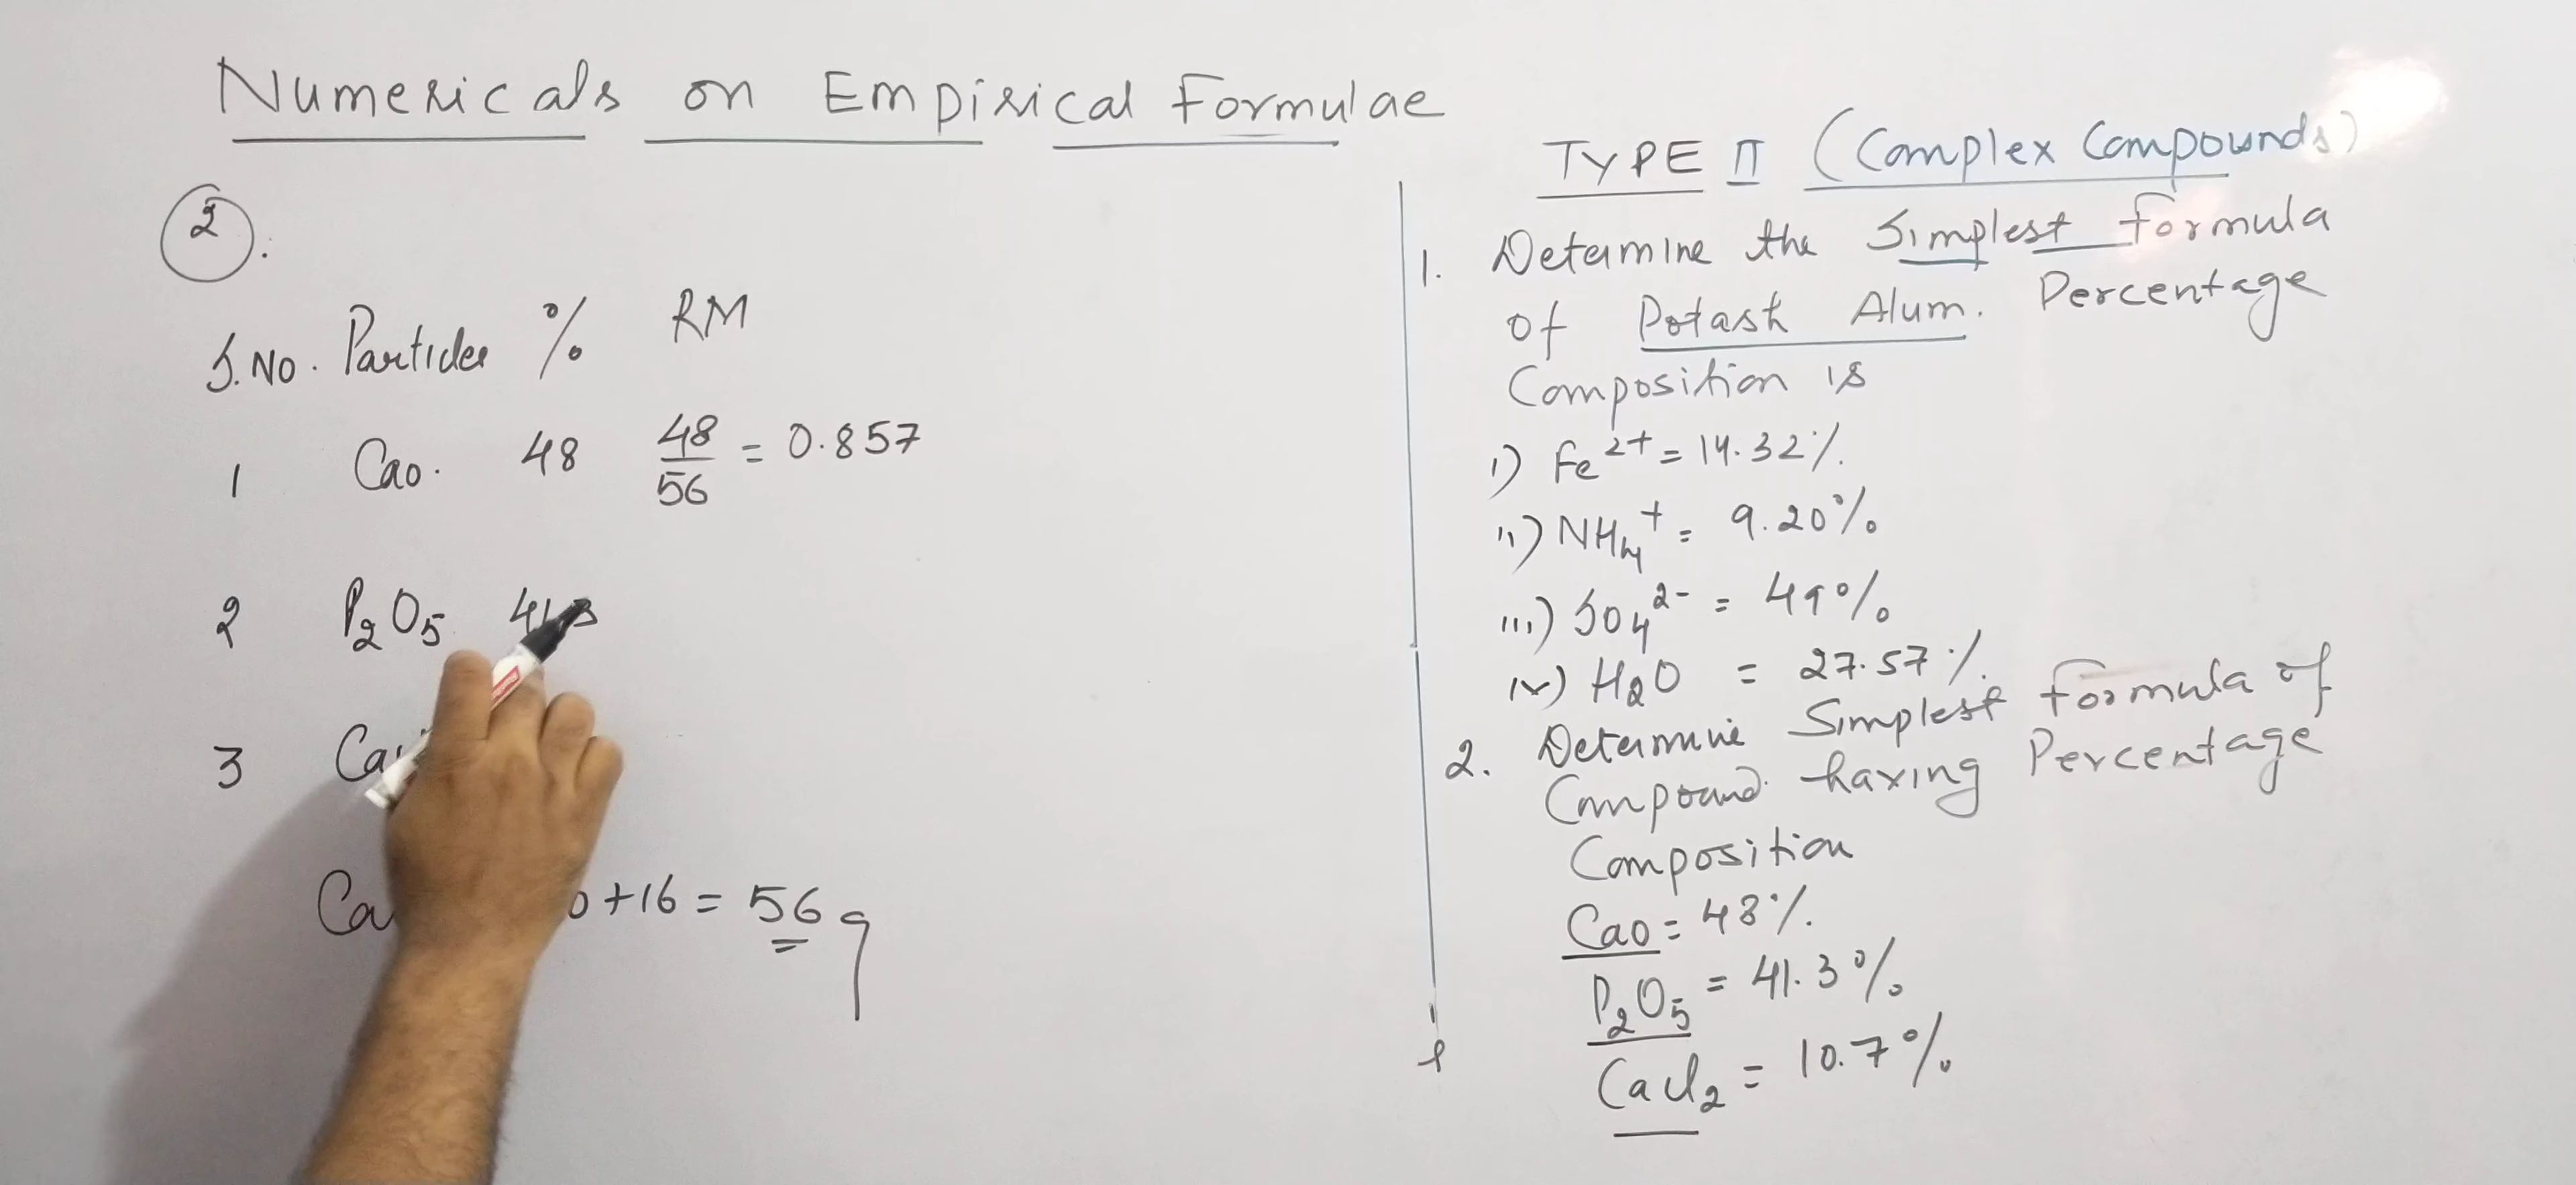 Numericals on Empirical Formulae
2.
S.No. Particles % RM
1 Cao. 48 48/56 = 0.857
2 P2O5
3
+16 = 56 g
TYPE II (Complex Compounds)
1. Determine the Simplest formula
of Potash Alum. Percentage
Composition is
i) Fe2+ = 14.32%.
ii) NH4+ = 9.20%
iii) SO4 2- = 49%
iv) H2O = 27.57%.
2. Determine Simplest formula of
Compound having Percentage
Composition
Cao = 48%.
P2O5 = 41.3%
CaCl2 = 10.7%